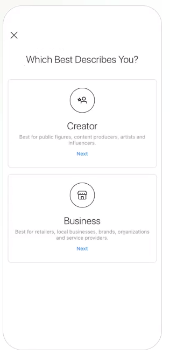 Which Best Describes You?
Creator
Best for public figures, content producers, artists and
influencers.
Next
Business
Best for retailers, local businesses, brands, organizations
and service providers.
Next